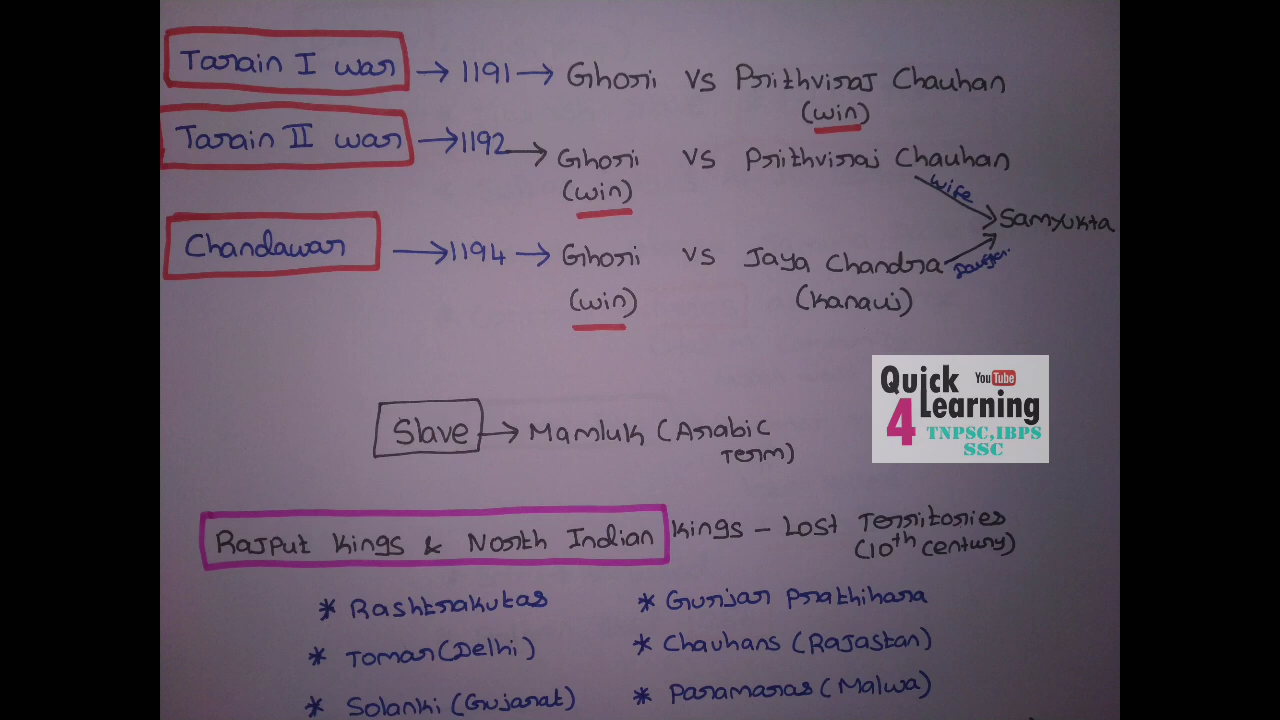 Tarain I war → 1191 → Ghori VS Prithviraj Chauhan
(win)
Tarain II war → 1192 → Ghori VS Prithviraj Chauhan
(win)
wife
Samyukta
Chandawar → 1194 → Ghori VS Jaya Chandra
(win) (Kanauj)
Quick You Tube
4 Learning
TNPSC,IBPS
SSC
Slave → Mamluk (Arabic
Term)
Rajput Kings & North Indian Kings - Lost Territories
(10th Century)
* Rashtrakutas * Gurjar Prathihara
* Tomar (Delhi) * Chauhans (Rajastan)
* Solanki (Gujarat) * Paramaras (Malwa)